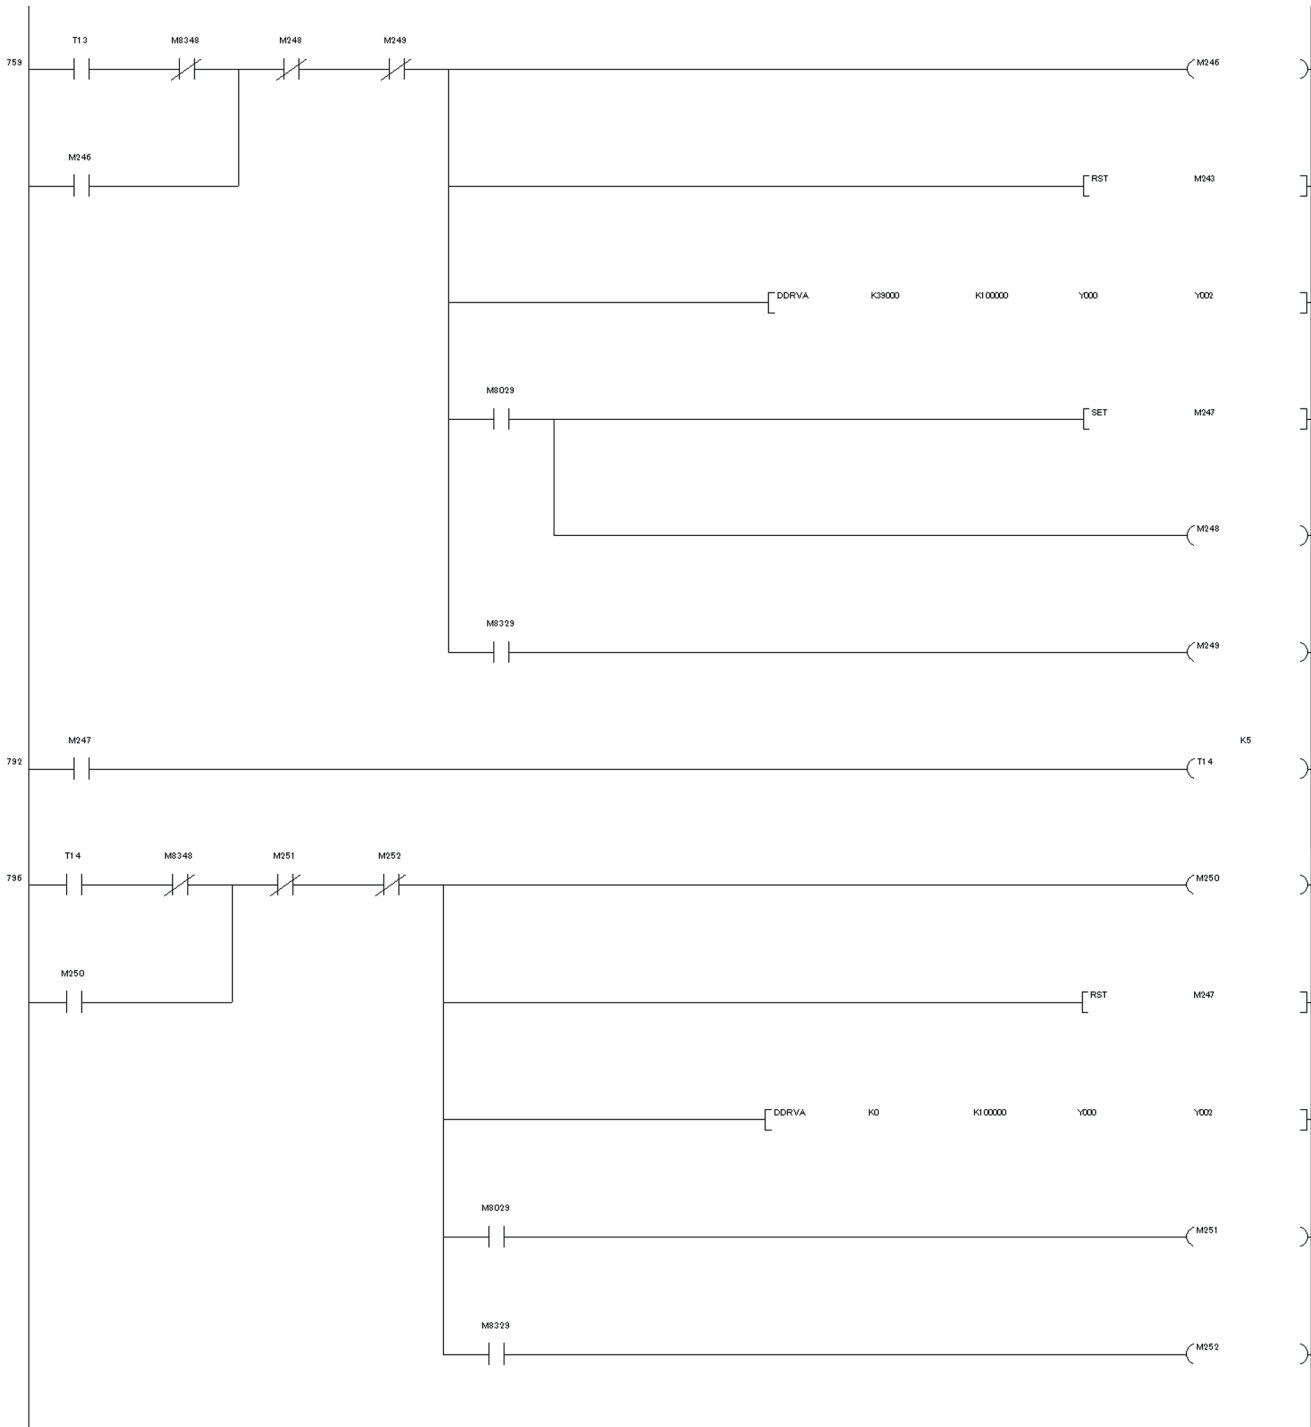 T13 M8348 M248 M249
759 M246
M246
RST M243
DDRVA K39000 K100000 Y000 Y002
M8029
SET M247
M248
M8329
M249
M247 K5
792 T14
T14 M8348 M251 M252
796 M250
M250
RST M247
DDRVA K0 K100000 Y000 Y002
M8029
M251
M8329
M252